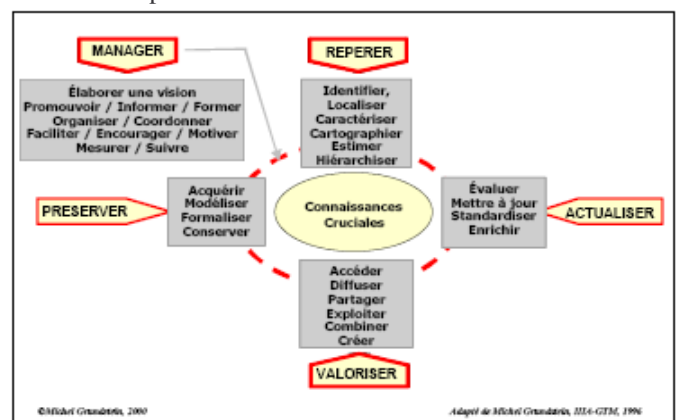 MANAGER
Élaborer une vision
Promouvoir / Informer / Former
Organiser / Coordonner
Faciliter / Encourager / Motiver
Mesurer / Suivre
REPERER
Identifier,
Localiser
Caractériser
Cartographier
Estimer
Hiérarchiser
PRESERVER
Acquérir
Modéliser
Formaliser
Conserver
Connaissances
Cruciales
Évaluer
Mettre à jour
Standardiser
Enrichir
ACTUALISER
Accéder
Diffuser
Partager
Exploiter
Combiner
Créer
VALORISER
©Michel Grundstein, 2000
Adapté de Michel Grundstein, IIIA-GTM, 1996